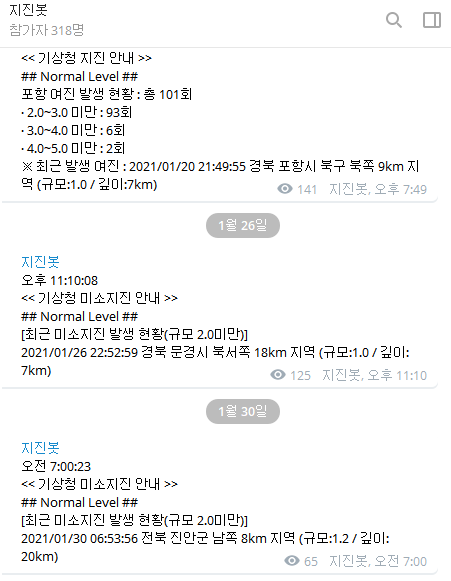 지진봇
참가자 318명
<< 기상청 지진 안내 >>
## Normal Level ##
포항 여진 발생 현황 : 총 101회
· 2.0~3.0 미만 : 93회
· 3.0~4.0 미만 : 6회
· 4.0~5.0 미만 : 2회
※ 최근 발생 여진 : 2021/01/20 21:49:55 경북 포항시 북구 북쪽 9km 지
역 (규모:1.0 / 깊이:7km)
141 지진봇, 오후 7:49
1월 26일
지진봇
오후 11:10:08
<< 기상청 미소지진 안내 >>
## Normal Level ##
[최근 미소지진 발생 현황(규모 2.0미만)]
2021/01/26 22:52:59 경북 문경시 북서쪽 18km 지역 (규모:1.0 / 깊이:
7km)
125 지진봇, 오후 11:10
1월 30일
지진봇
오전 7:00:23
<< 기상청 미소지진 안내 >>
## Normal Level ##
[최근 미소지진 발생 현황(규모 2.0미만)]
2021/01/30 06:53:56 전북 진안군 남쪽 8km 지역 (규모:1.2 / 깊이:
20km)
65 지진봇, 오전 7:00